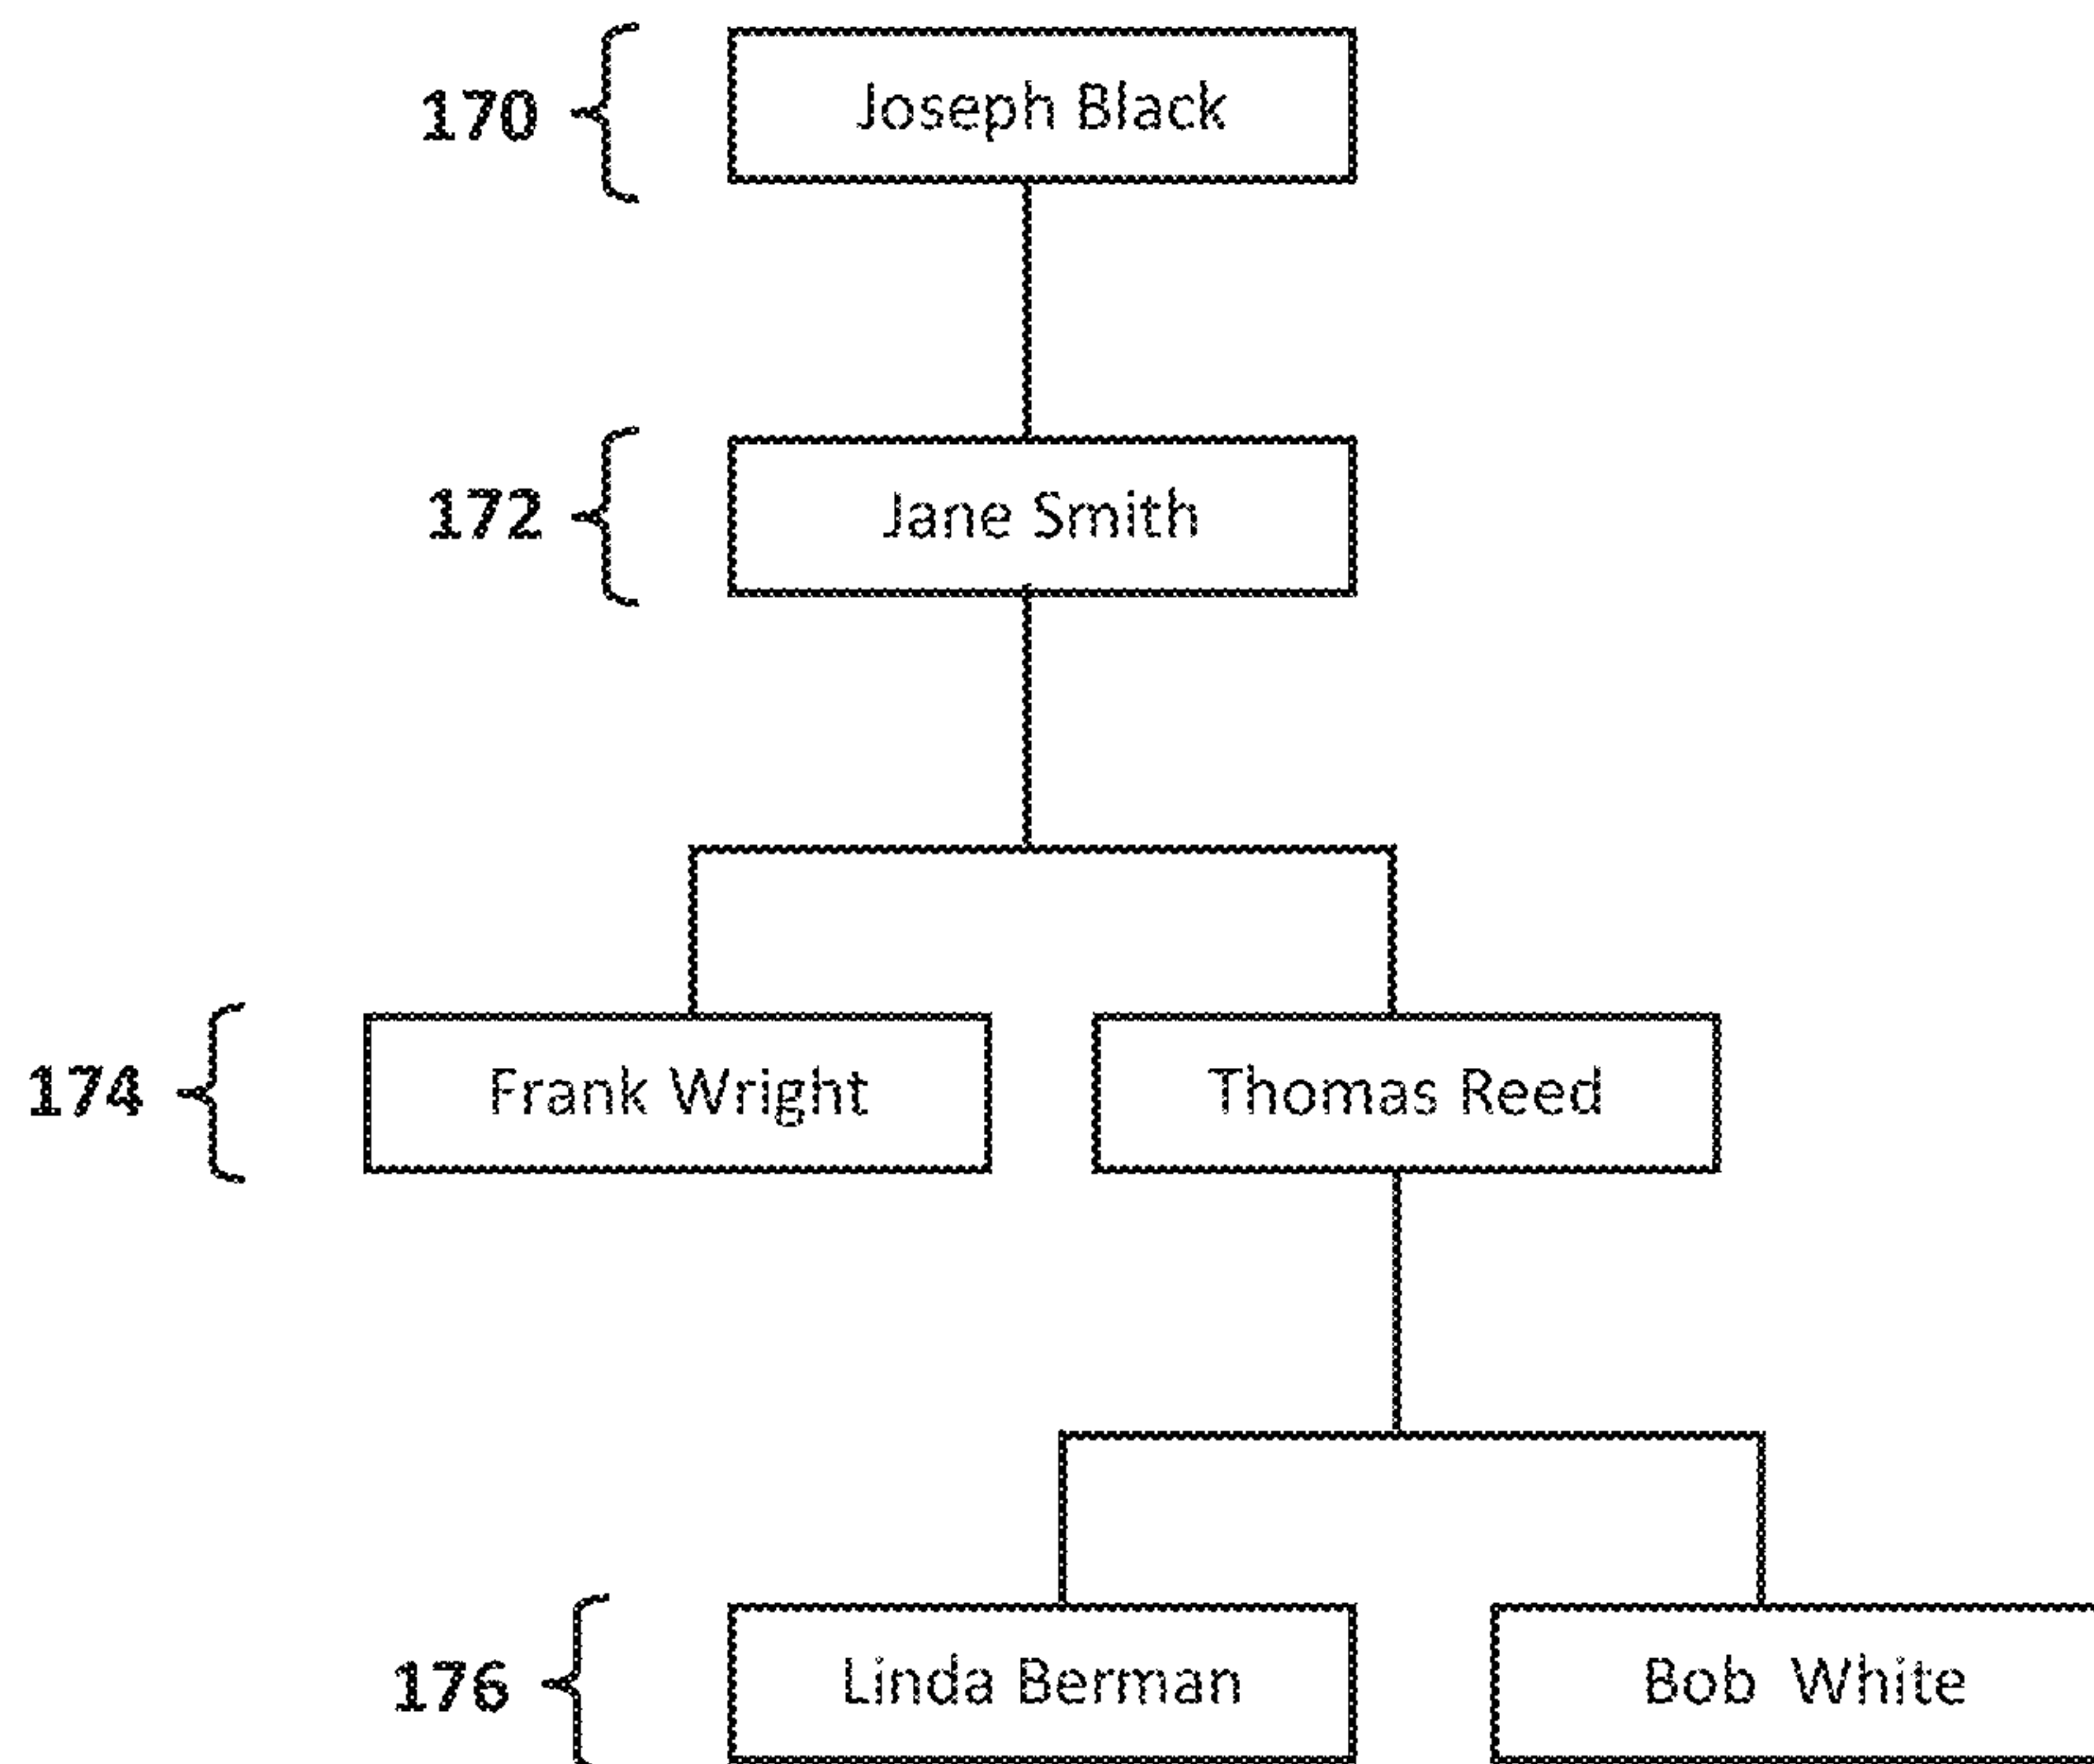 170 Joseph Black
172 Jane Smith
174 Frank Wright Thomas Reed
176 Linda Berman Bob White